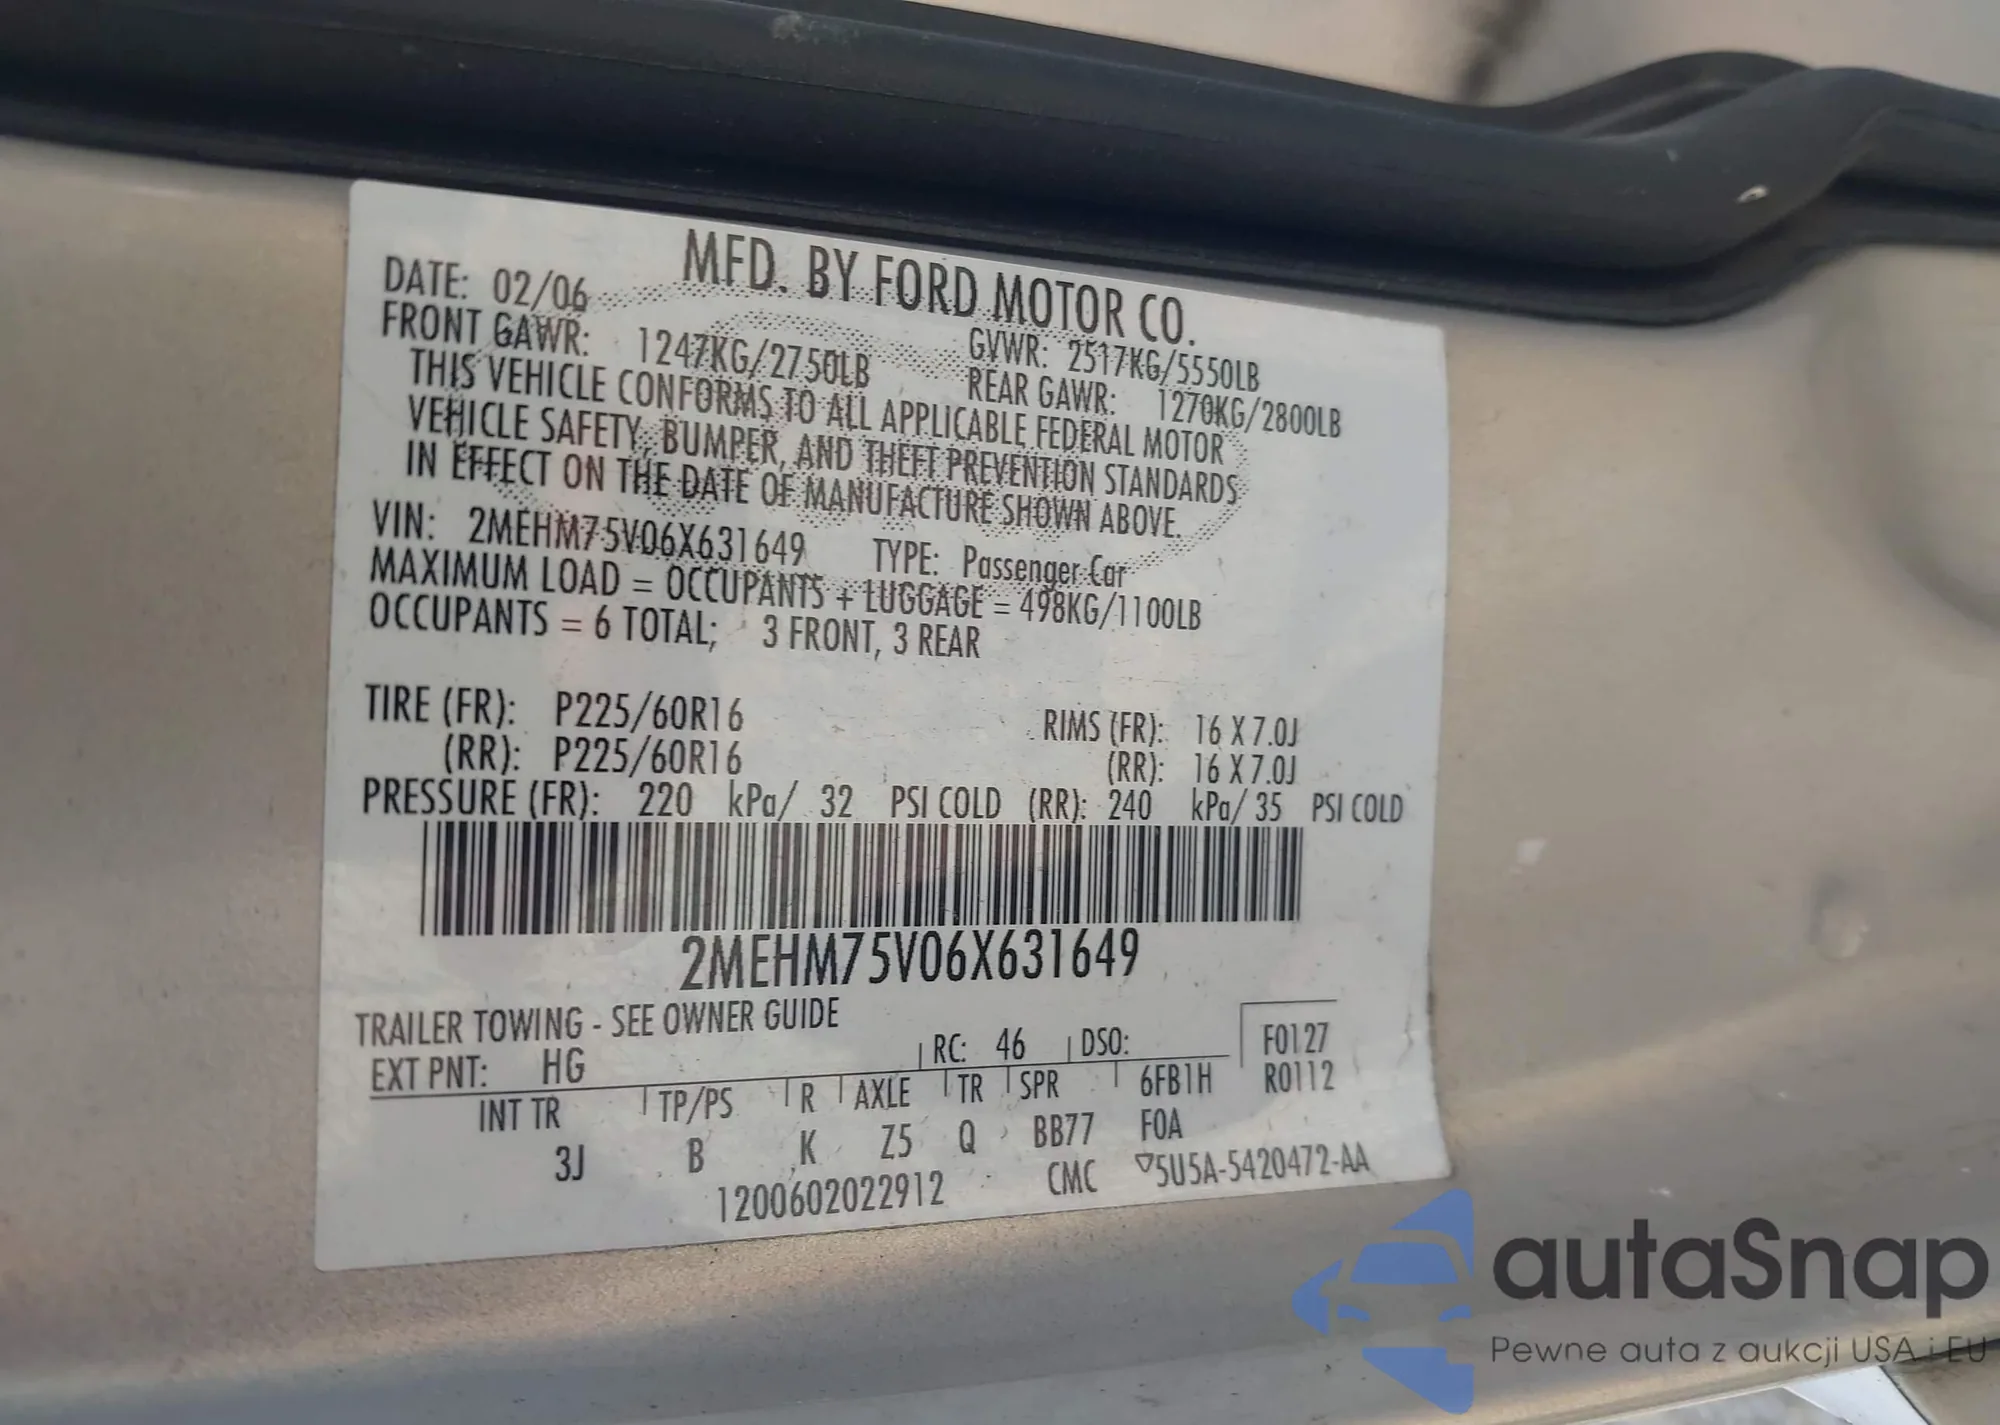 MFD. BY FORD MOTOR CO.
DATE: 02/06
GVWR: 2517KG/5550LB
FRONT GAWR: 1247KG/2750LB
REAR GAWR: 1270KG/2800LB
THIS VEHICLE CONFORMS TO ALL APPLICABLE FEDERAL MOTOR
VEHICLE SAFETY, BUMPER, AND THEFT PREVENTION STANDARDS
IN EFFECT ON THE DATE OF MANUFACTURE SHOWN ABOVE.
VIN: 2MEHM75V06X631649 TYPE: Passenger Car
MAXIMUM LOAD = OCCUPANTS + LUGGAGE = 498KG/1100LB
OCCUPANTS = 6 TOTAL; 3 FRONT, 3 REAR
TIRE (FR): P225/60R16 RIMS (FR): 16 X 7.0J
(RR): P225/60R16 (RR): 16 X 7.0J
PRESSURE (FR): 220 kPa/ 32 PSI COLD (RR): 240 kPa/ 35 PSI COLD
2MEHM75V06X631649
TRAILER TOWING - SEE OWNER GUIDE
EXT PNT: HG RC: 46 DSO: F0127
INT TR TP/PS R AXLE TR SPR 6FB1H R0112
3J B K Z5 Q BB77 F0A
1200602022912 CMC ▽5U5A-5420472-AA
autaSnap
Pewne auta z aukcji USA i EU